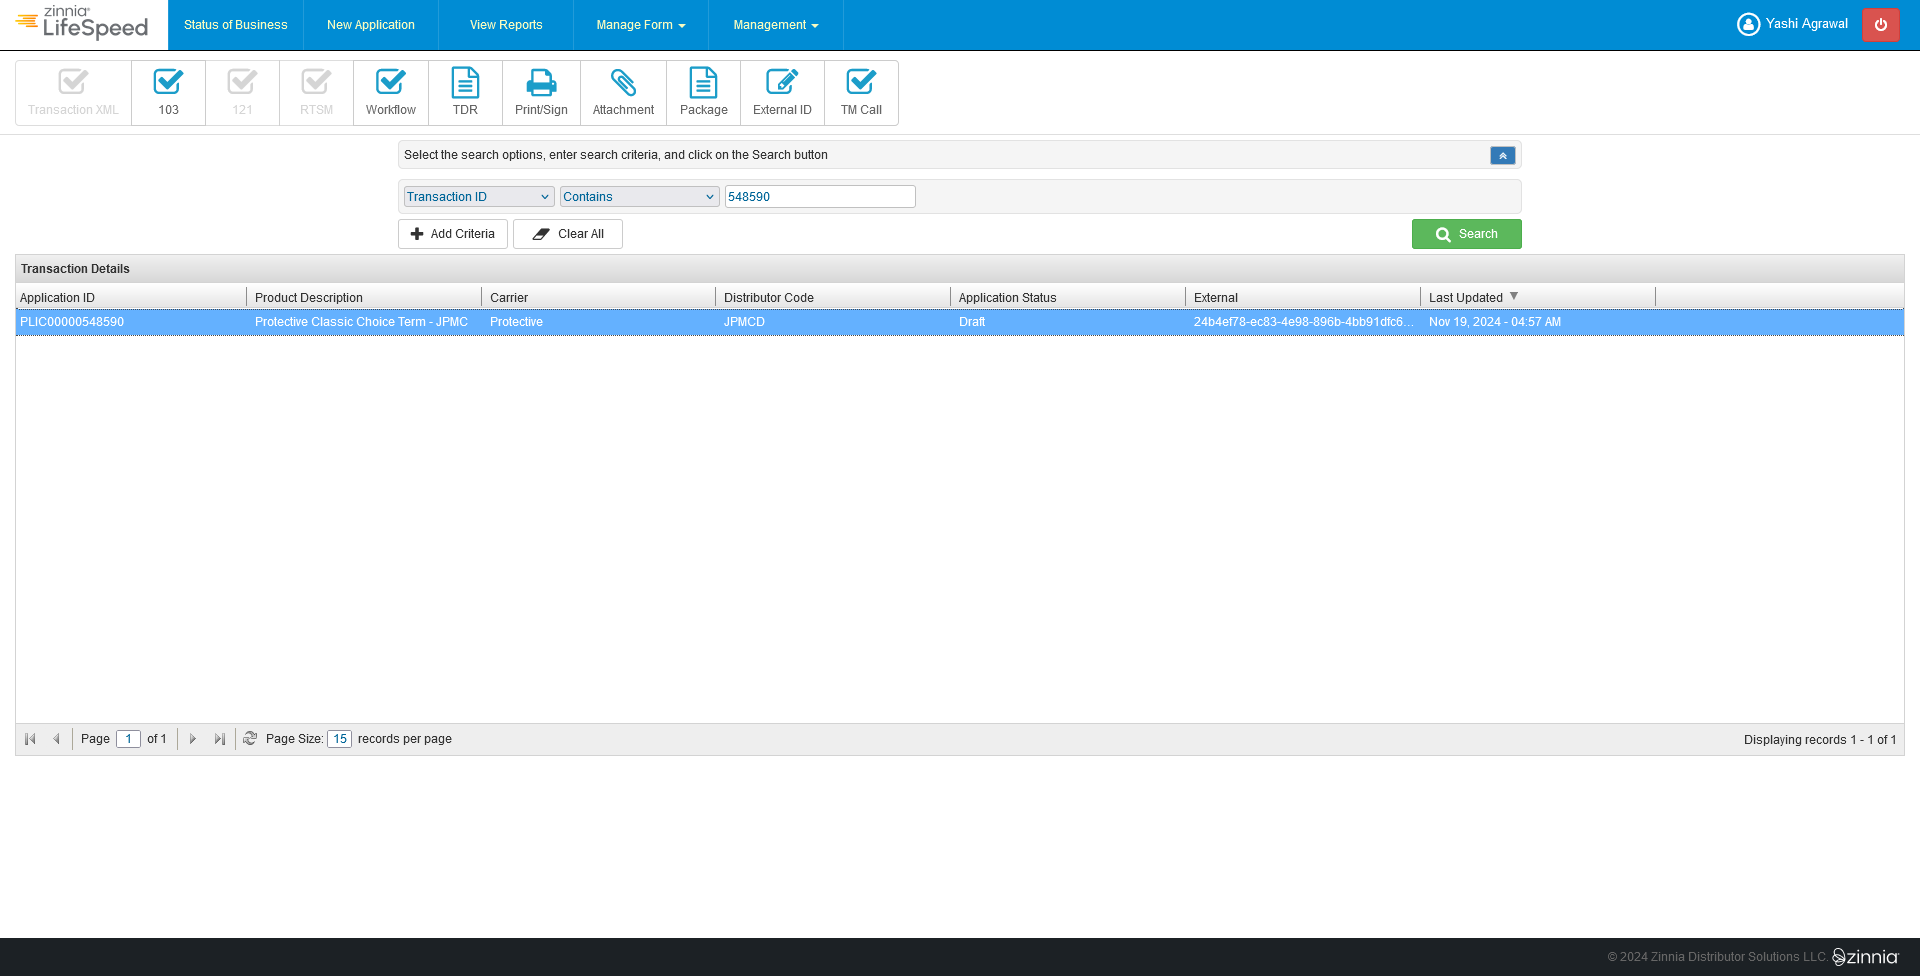 zinnia
LifeSpeed
Status of Business
New Application
View Reports
Manage Form
Management
Yashi Agrawal
Transaction XML
103
121
RTSM
Workflow
TDR
Print/Sign
Attachment
Package
External ID
TM Call
Select the search options, enter search criteria, and click on the Search button
Transaction ID Contains 548590
Add Criteria Clear All Search
Transaction Details
Application ID Product Description Carrier Distributor Code Application Status External Last Updated
PLIC00000548590 Protective Classic Choice Term - JPMC Protective JPMCD Draft 24b4ef78-ec83-4e98-896b-4bb91dfc6... Nov 19, 2024 - 04:57 AM
Page 1 of 1 Page Size: 15 records per page Displaying records 1 - 1 of 1
© 2024 Zinnia Distributor Solutions LLC. zinnia